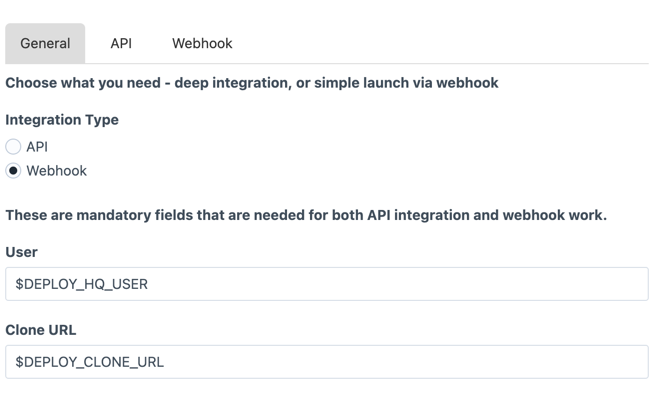 General API Webhook
Choose what you need - deep integration, or simple launch via webhook
Integration Type
API
Webhook
These are mandatory fields that are needed for both API integration and webhook work.
User
$DEPLOY_HQ_USER
Clone URL
$DEPLOY_CLONE_URL